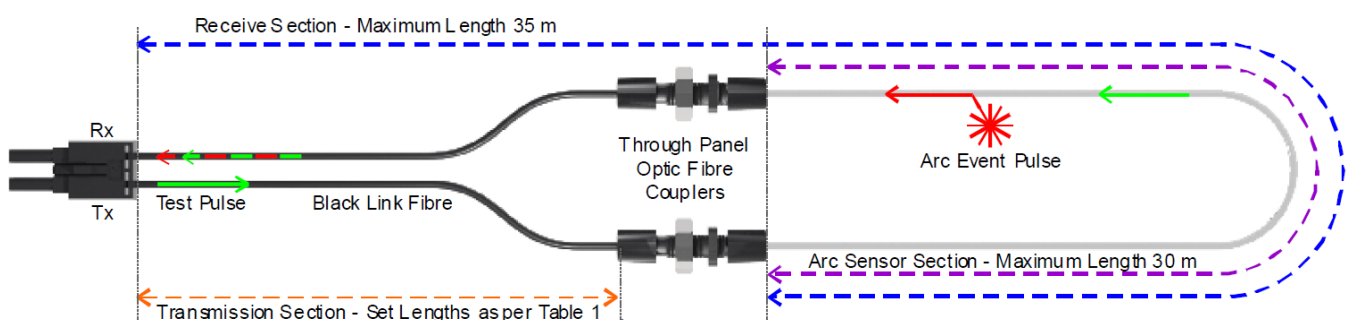 Receive Section - Maximum Length 35 m
Rx
Tx
Test Pulse
Black Link Fibre
Through Panel
Optic Fibre
Couplers
Arc Event Pulse
Arc Sensor Section - Maximum Length 30 m
Transmission Section - Set Lengths as per Table 1